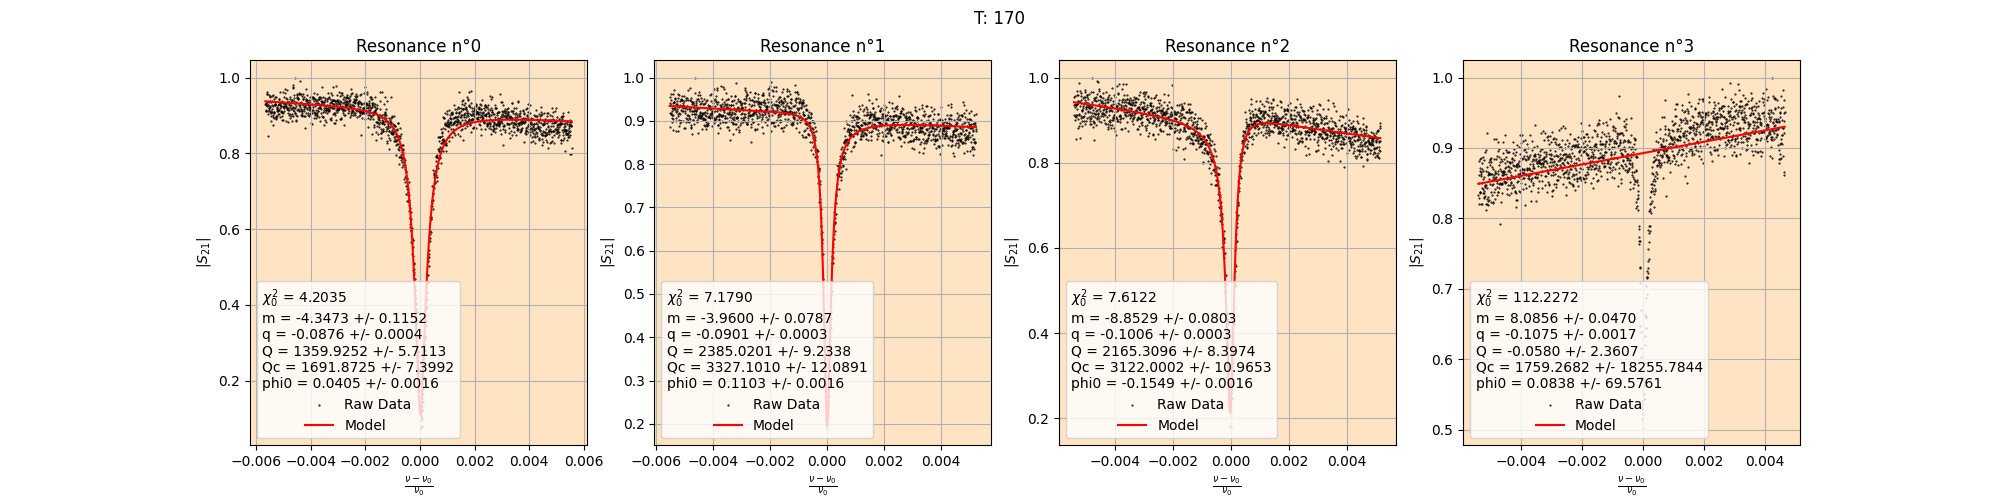 T: 170
Resonance n°0
1.0
0.8
0.6
0.4
0.2
|S21|
χ²0 = 4.2035
m = -4.3473 +/- 0.1152
q = -0.0876 +/- 0.0004
Q = 1359.9252 +/- 5.7113
Qc = 1691.8725 +/- 7.3992
phi0 = 0.0405 +/- 0.0016
Raw Data
Model
−0.006 −0.004 −0.002 0.000 0.002 0.004 0.006
ν − ν0
ν0
Resonance n°1
1.0
0.9
0.8
0.7
0.6
0.5
0.4
0.3
0.2
|S21|
χ²0 = 7.1790
m = -3.9600 +/- 0.0787
q = -0.0901 +/- 0.0003
Q = 2385.0201 +/- 9.2338
Qc = 3327.1010 +/- 12.0891
phi0 = 0.1103 +/- 0.0016
Raw Data
Model
−0.006 −0.004 −0.002 0.000 0.002 0.004
ν − ν0
ν0
Resonance n°2
1.0
0.8
0.6
0.4
0.2
|S21|
χ²0 = 7.6122
m = -8.8529 +/- 0.0803
q = -0.1006 +/- 0.0003
Q = 2165.3096 +/- 8.3974
Qc = 3122.0002 +/- 10.9653
phi0 = -0.1549 +/- 0.0016
Raw Data
Model
−0.004 −0.002 0.000 0.002 0.004
ν − ν0
ν0
Resonance n°3
1.0
0.9
0.8
0.7
0.6
0.5
|S21|
χ²0 = 112.2272
m = 8.0856 +/- 0.0470
q = -0.1075 +/- 0.0017
Q = -0.0580 +/- 2.3607
Qc = 1759.2682 +/- 18255.7844
phi0 = 0.0838 +/- 69.5761
Raw Data
Model
−0.004 −0.002 0.000 0.002 0.004
ν − ν0
ν0